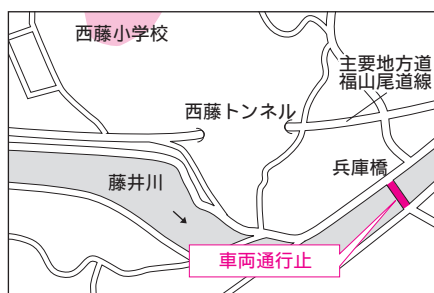 西藤小学校
主要地方道
福山尾道線
西藤トンネル
兵庫橋
藤井川
車両通行止